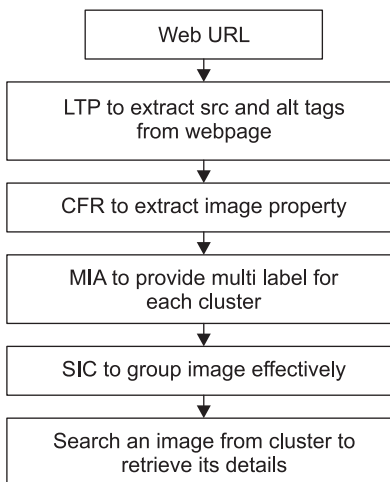 Web URL
LTP to extract src and alt tags
from webpage
CFR to extract image property
MIA to provide multi label for
each cluster
SIC to group image effectively
Search an image from cluster to
retrieve its details